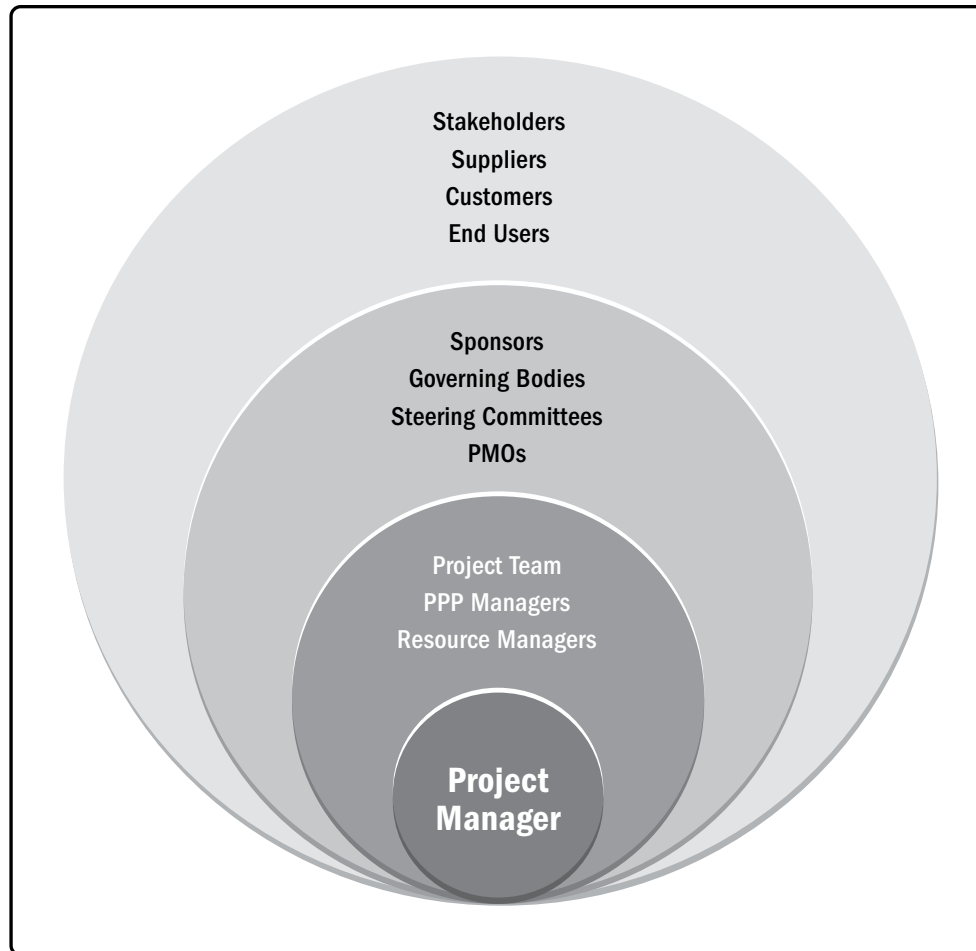 Stakeholders
Suppliers
Customers
End Users
Sponsors
Governing Bodies
Steering Committees
PMOs
Project Team
PPP Managers
Resource Managers
Project
Manager